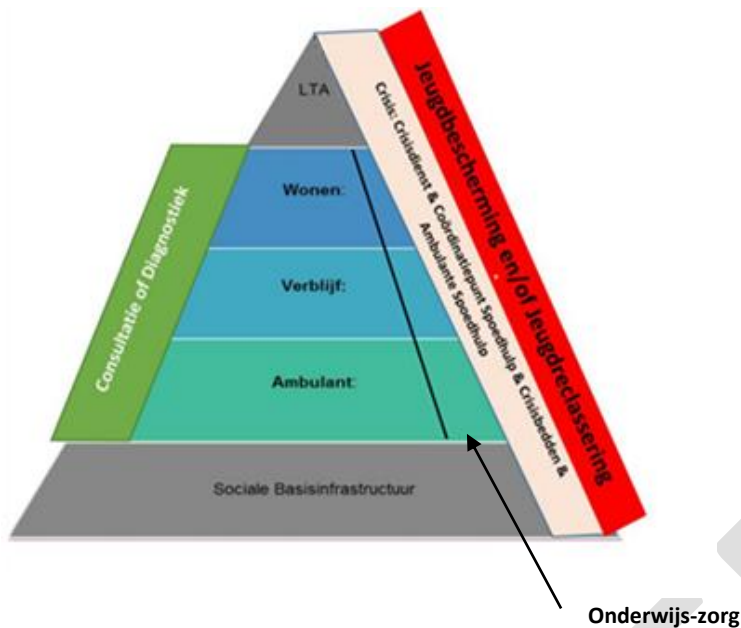 LTA
Wonen:
Verblijf:
Ambulant:
Sociale Basisinfrastructuur
Consultatie of Diagnostiek
Crisis: Crisisdienst & Coördinatiepunt Spoedhulp & Crisisbedden &
Ambulante Spoedhulp
Jeugdbescherming en/of Jeugdreclassering
Onderwijs-zorg